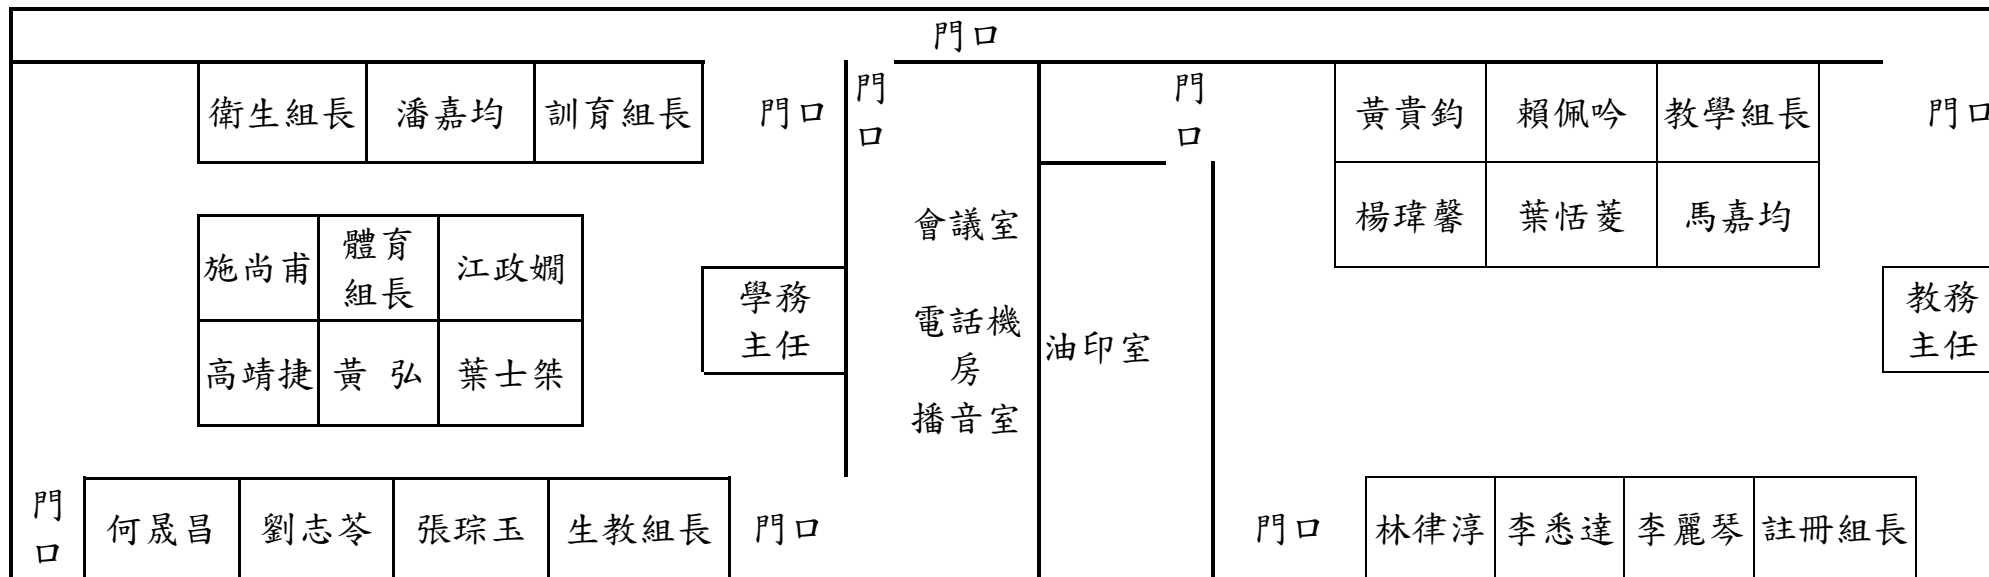 門口
衛生組長 潘嘉均 訓育組長 門口 門口 門口 黃貴鈞 賴佩吟 教學組長 門口
楊瑋馨 葉恬菱 馬嘉均
會議室
施尚甫 體育組長 江政嫺
學務主任
教務主任
電話機房
油印室
高靖捷 黃 弘 葉士桀
播音室
門口 何晟昌 劉志苓 張琮玉 生教組長 門口 門口 林律淳 李悉達 李麗琴 註冊組長